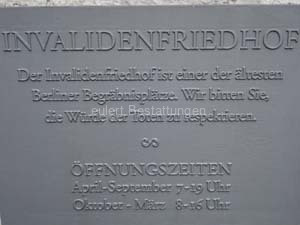 INVALIDENFRIEDHOF
Der Invalidenfriedhof ist einer der ältesten
Berliner Begräbnisplätze. Wir bitten Sie,
die Würde der Toten zu respektieren.
eulert Bestattungen
ÖFFNUNGSZEITEN
April-September 7-19 Uhr
Oktober - März 8-16 Uhr